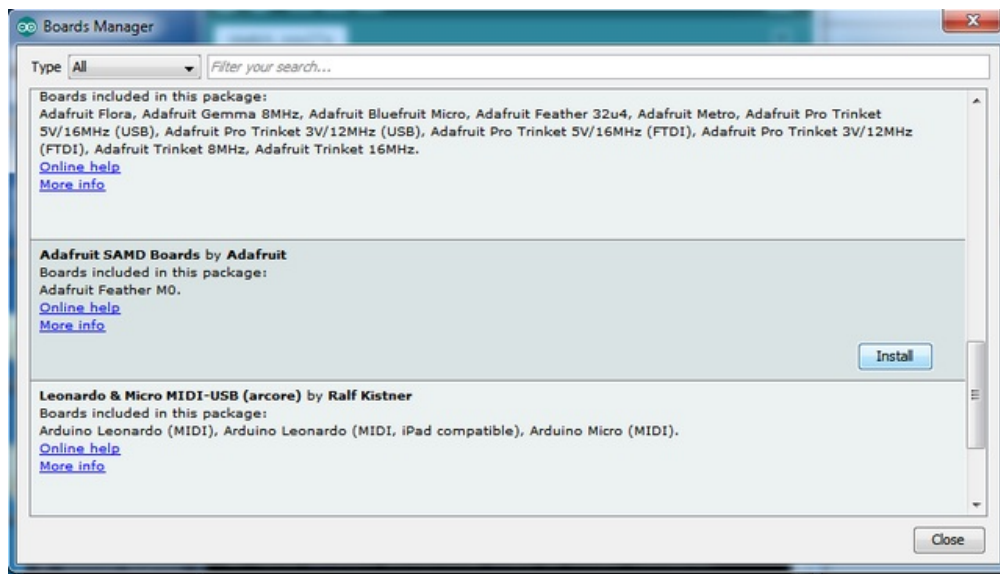 Boards Manager
Type All Filter your search...
Boards included in this package:
Adafruit Flora, Adafruit Gemma 8MHz, Adafruit Bluefruit Micro, Adafruit Feather 32u4, Adafruit Metro, Adafruit Pro Trinket
5V/16MHz (USB), Adafruit Pro Trinket 3V/12MHz (USB), Adafruit Pro Trinket 5V/16MHz (FTDI), Adafruit Pro Trinket 3V/12MHz
(FTDI), Adafruit Trinket 8MHz, Adafruit Trinket 16MHz.
Online help
More info
Adafruit SAMD Boards by Adafruit
Boards included in this package:
Adafruit Feather M0.
Online help
More info
Install
Leonardo & Micro MIDI-USB (arcore) by Ralf Kistner
Boards included in this package:
Arduino Leonardo (MIDI), Arduino Leonardo (MIDI, iPad compatible), Arduino Micro (MIDI).
Online help
More info
Close